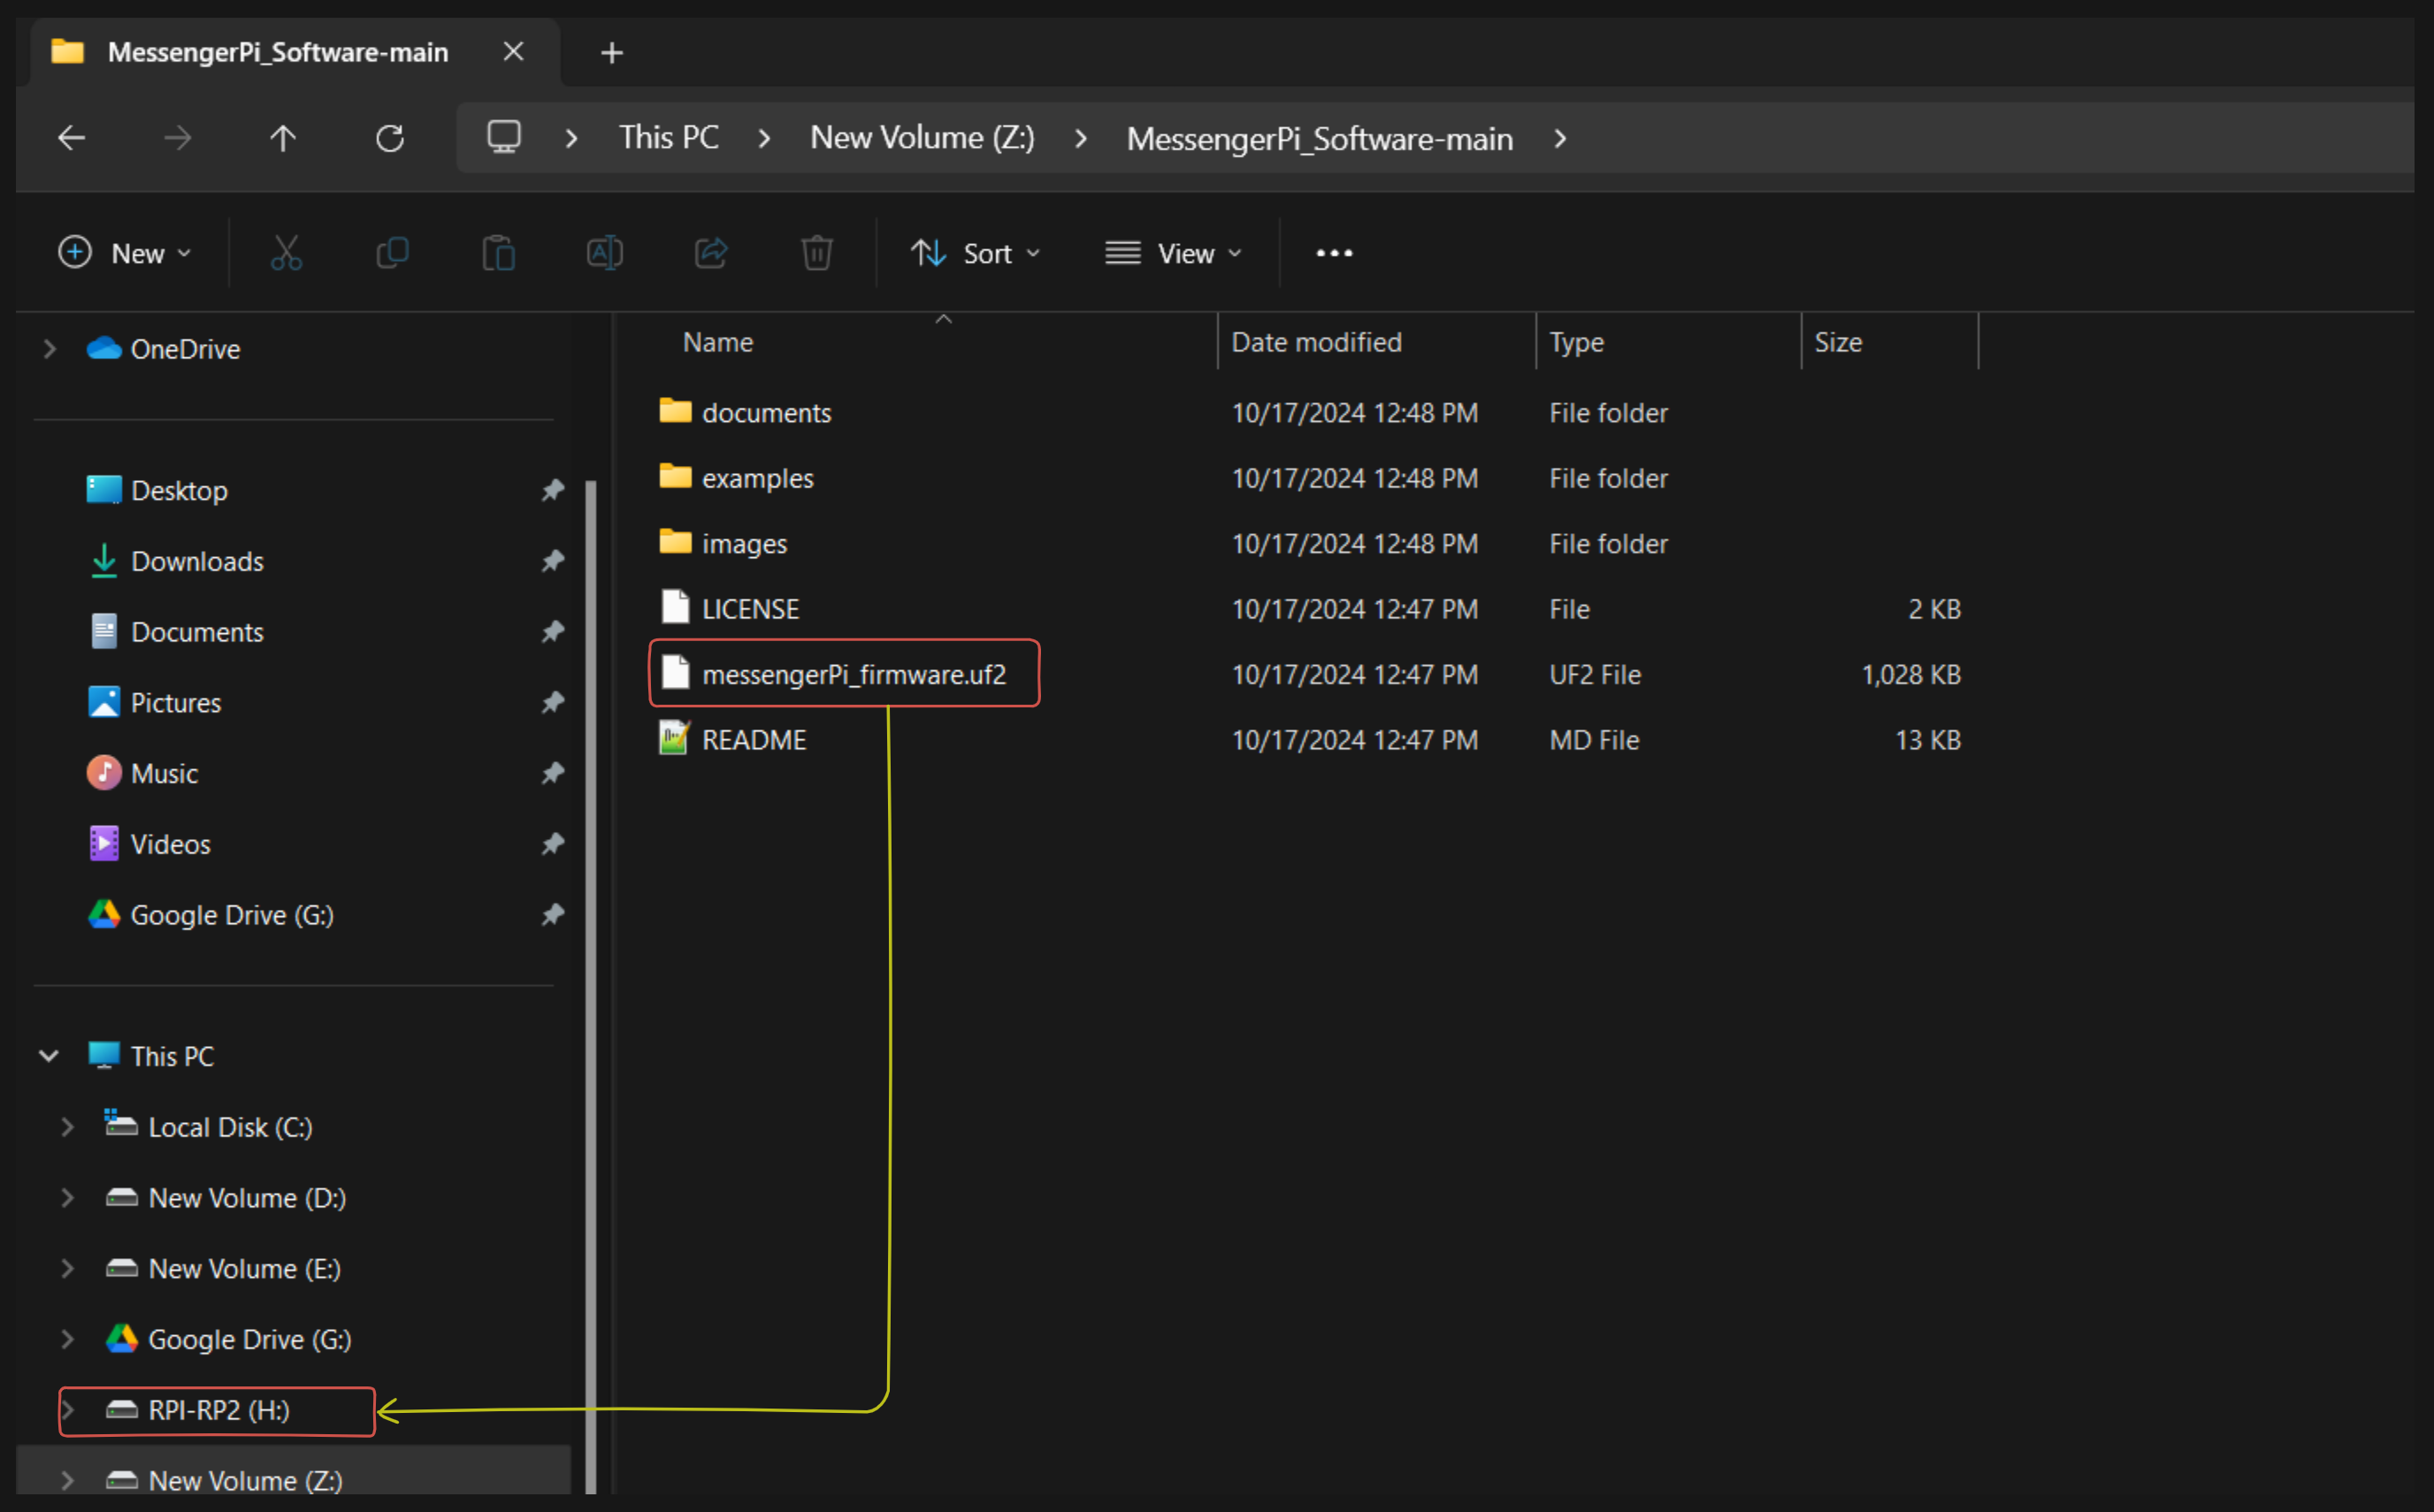 MessengerPi_Software-main
This PC New Volume (Z:) MessengerPi_Software-main
New Sort View
OneDrive
Desktop
Downloads
Documents
Pictures
Music
Videos
Google Drive (G:)
This PC
Local Disk (C:)
New Volume (D:)
New Volume (E:)
Google Drive (G:)
RPI-RP2 (H:)
New Volume (Z:)
Name Date modified Type Size
documents 10/17/2024 12:48 PM File folder
examples 10/17/2024 12:48 PM File folder
images 10/17/2024 12:48 PM File folder
LICENSE 10/17/2024 12:47 PM File 2 KB
messengerPi_firmware.uf2 10/17/2024 12:47 PM UF2 File 1,028 KB
README 10/17/2024 12:47 PM MD File 13 KB